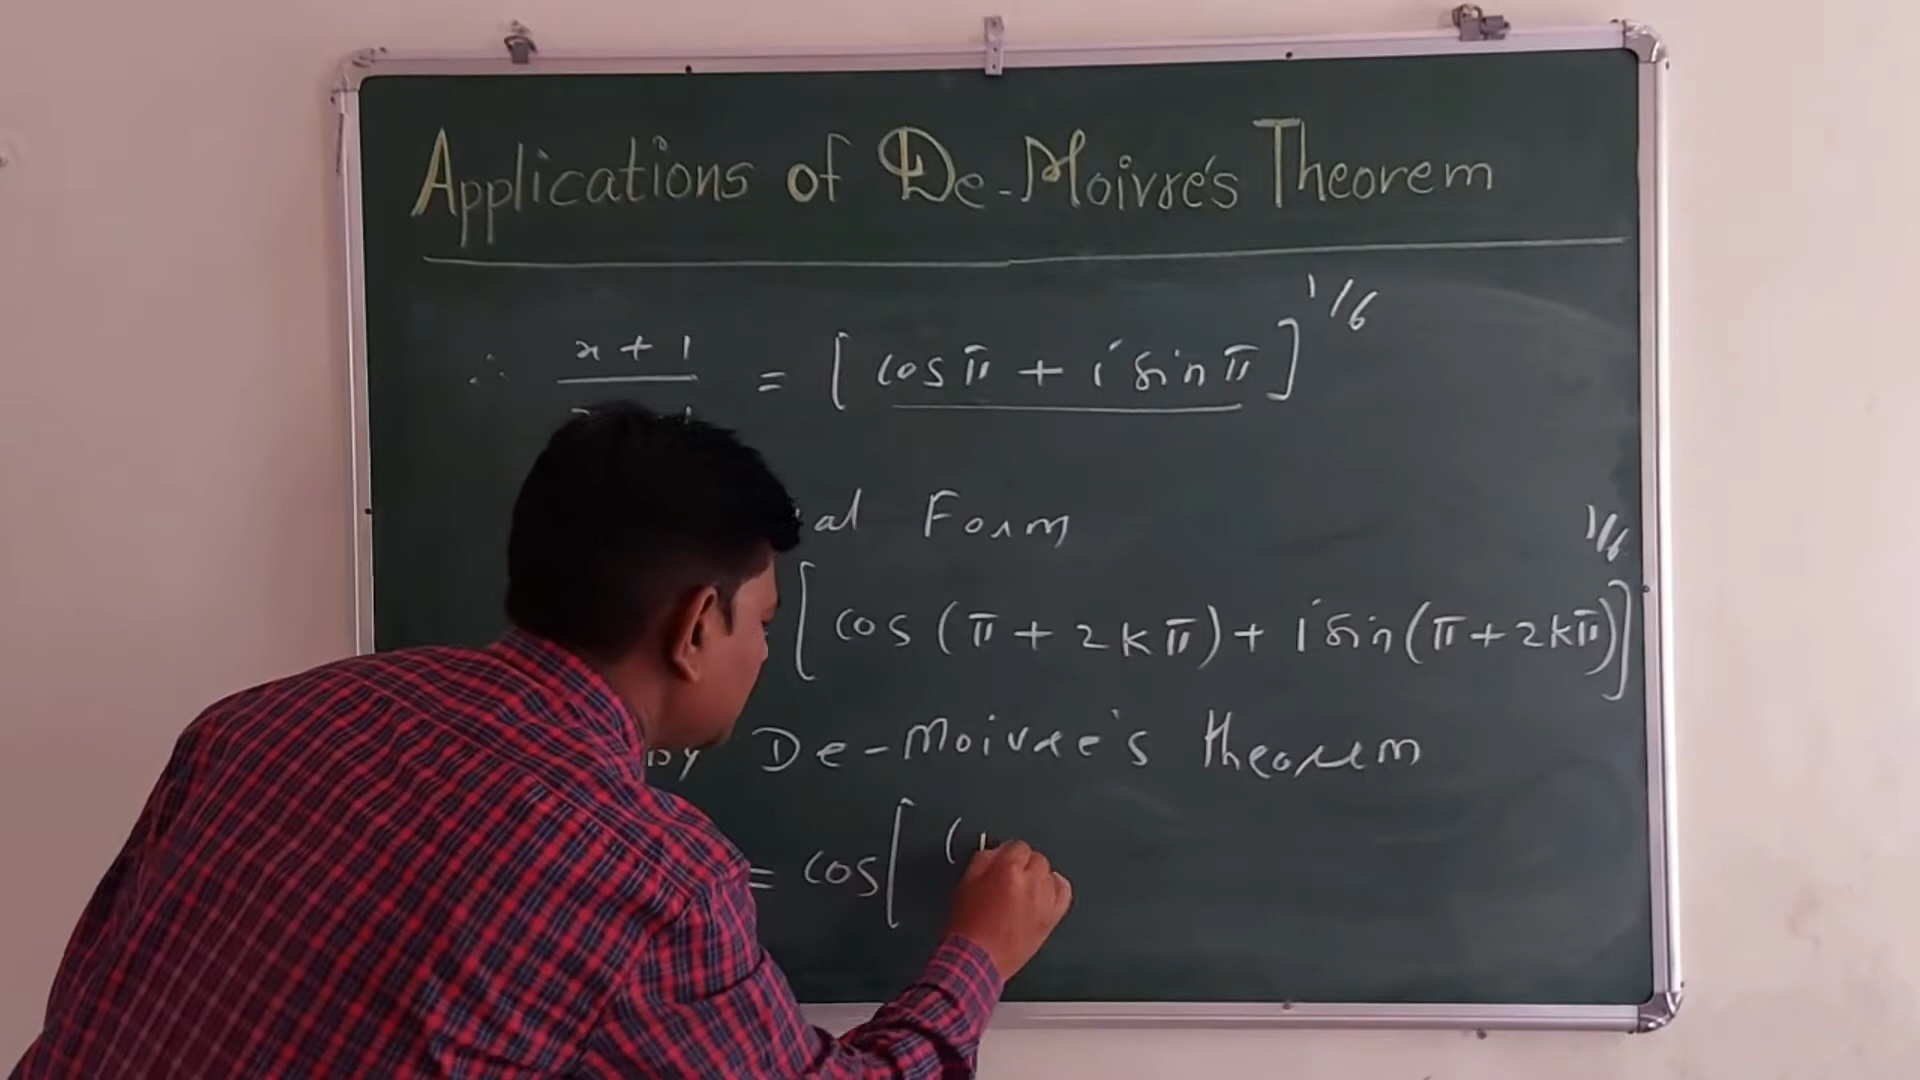 Applications of De-Moivre's Theorem
∴ x + 1 = [ cos π + i sin π ]^1/6
Form
[ cos ( π + 2kπ ) + i sin ( π + 2kπ ) ]^1/6
By De-Moivre's theorem
= cos [ (